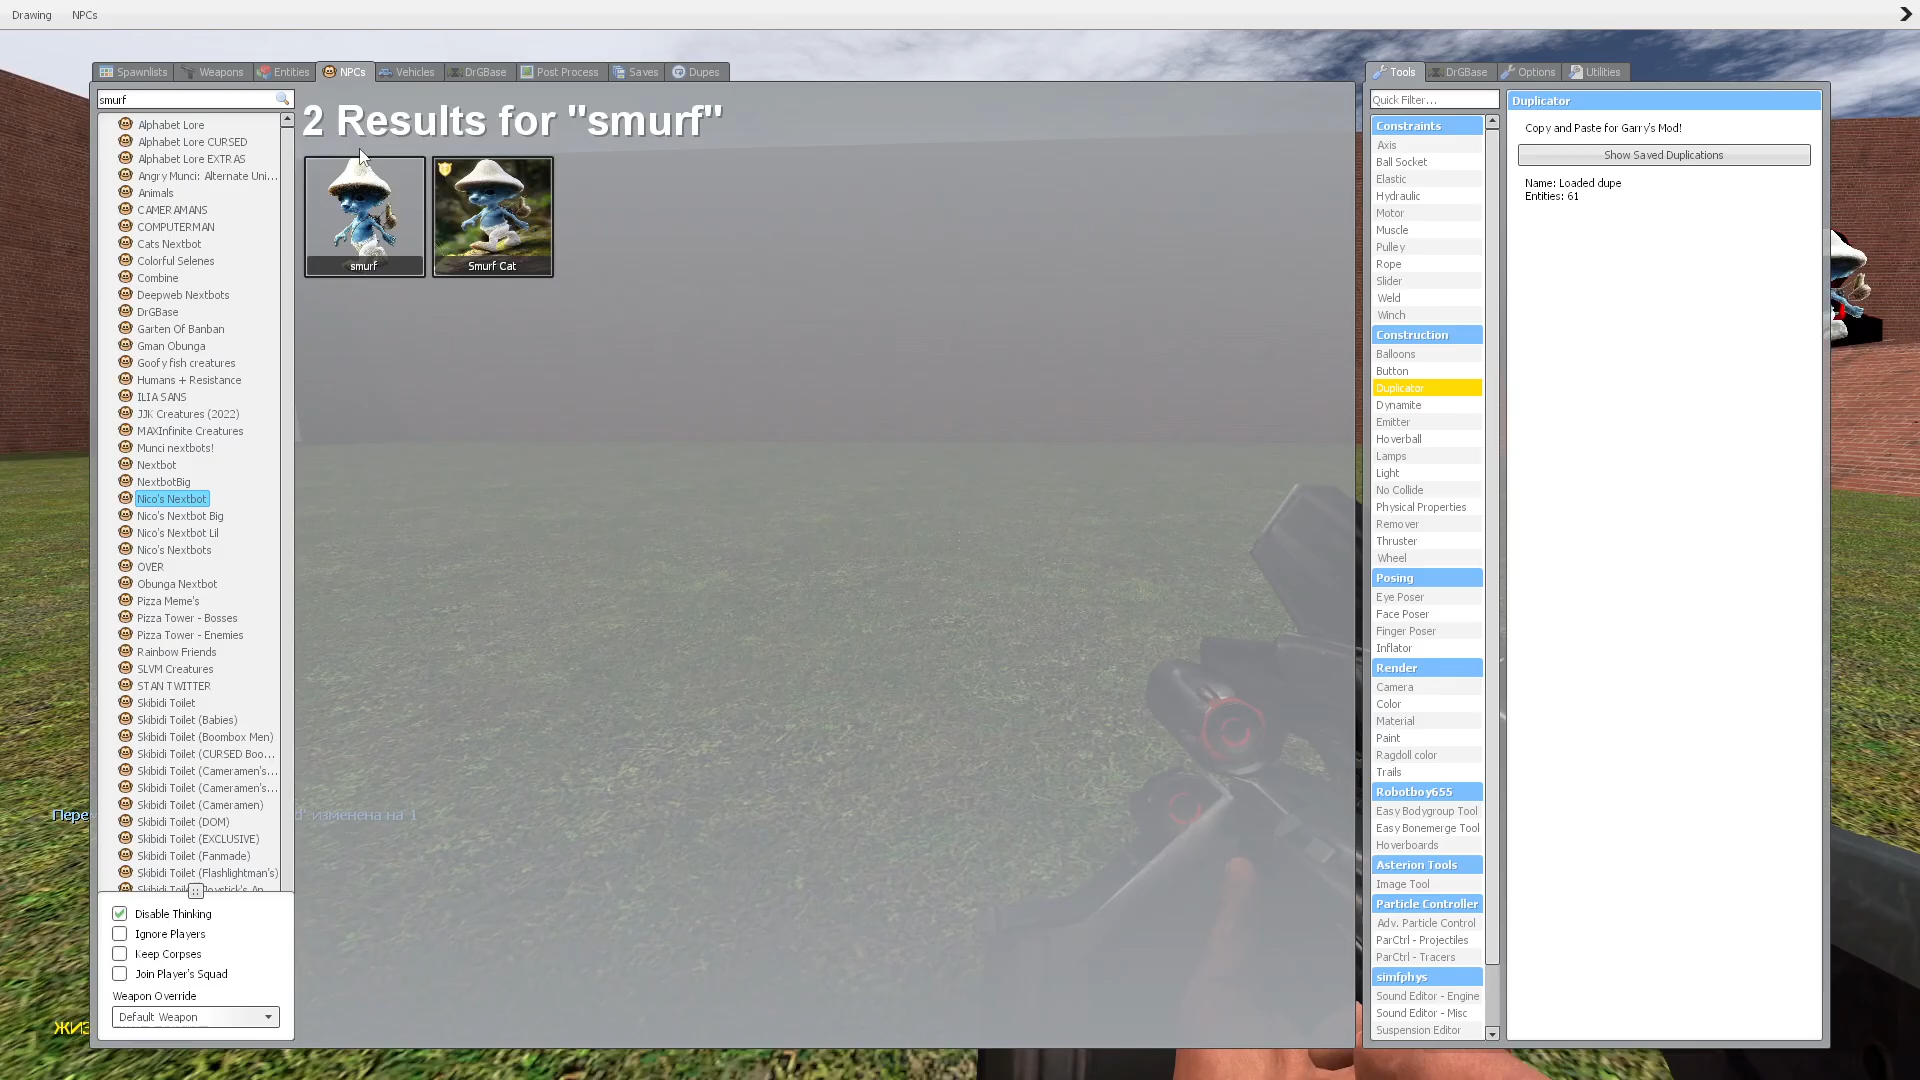 Drawing NPCs
Spawnlists Weapons Entities NPCs Vehicles DrGBase Post Process Saves Dupes
smurf
Alphabet Lore
Alphabet Lore CURSED
Alphabet Lore EXTRAS
Angry Munci: Alternate Uni...
Animals
CAMERAMANS
COMPUTERMAN
Cats Nextbot
Colorful Selenes
Combine
Deepweb Nextbots
DrGBase
Garten Of Banban
Gman Obunga
Goofy fish creatures
Humans + Resistance
ILIA SANS
JJK Creatures (2022)
MAXInfinite Creatures
Munci nextbots!
Nextbot
NextbotBig
Nico's Nextbot
Nico's Nextbot Big
Nico's Nextbot Lil
Nico's Nextbots
OVER
Obunga Nextbot
Pizza Meme's
Pizza Tower - Bosses
Pizza Tower - Enemies
Rainbow Friends
SLVM Creatures
STAN TWITTER
Skibidi Toilet
Skibidi Toilet (Babies)
Skibidi Toilet (Boombox Men)
Skibidi Toilet (CURSED Boo...
Skibidi Toilet (Cameramen's...
Skibidi Toilet (Cameramen's...
Skibidi Toilet (Cameramen)
Skibidi Toilet (DOM)
Skibidi Toilet (EXCLUSIVE)
Skibidi Toilet (Fanmade)
Skibidi Toilet (Flashlightman's)
Disable Thinking
Ignore Players
Keep Corpses
Join Player's Squad
Weapon Override
Default Weapon
2 Results for "smurf"
smurf
Smurf Cat
изменена на 1
Tools DrGBase Options Utilities
Quick Filter...
Constraints
Axis
Ball Socket
Elastic
Hydraulic
Motor
Muscle
Pulley
Rope
Slider
Weld
Winch
Construction
Balloons
Button
Duplicator
Dynamite
Emitter
Hoverball
Lamps
Light
No Collide
Physical Properties
Remover
Thruster
Wheel
Posing
Eye Poser
Face Poser
Finger Poser
Inflator
Render
Camera
Color
Material
Paint
Ragdoll color
Trails
Robotboy655
Easy Bodygroup Tool
Easy Bonemerge Tool
Hoverboards
Asterion Tools
Image Tool
Particle Controller
Adv. Particle Control
ParCtrl - Projectiles
ParCtrl - Tracers
simfphys
Sound Editor - Engine
Sound Editor - Misc
Suspension Editor
Duplicator
Copy and Paste for Garry's Mod!
Show Saved Duplications
Name: Loaded dupe
Entities: 61